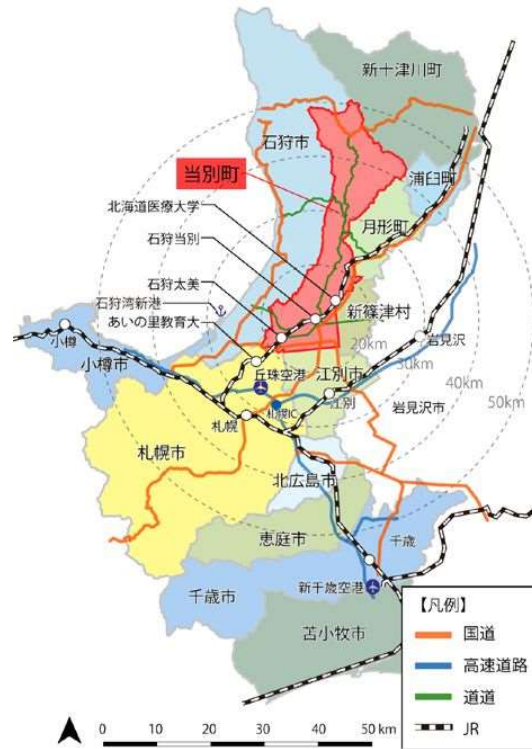 新十津川町
石狩市
当別町
浦臼町
北海道医療大学
月形町
石狩当別
石狩太美
新篠津村
石狩湾新港
あいの里教育大
20km
岩見沢
小樽
30km
小樽市
丘珠空港
江別市
40km
50km
札幌IC
江別
岩見沢市
札幌
札幌市
北広島市
恵庭市
千歳
新千歳空港
千歳市
苫小牧市
【凡例】
国道
高速道路
道道
JR
0 10 20 30 40 50 km